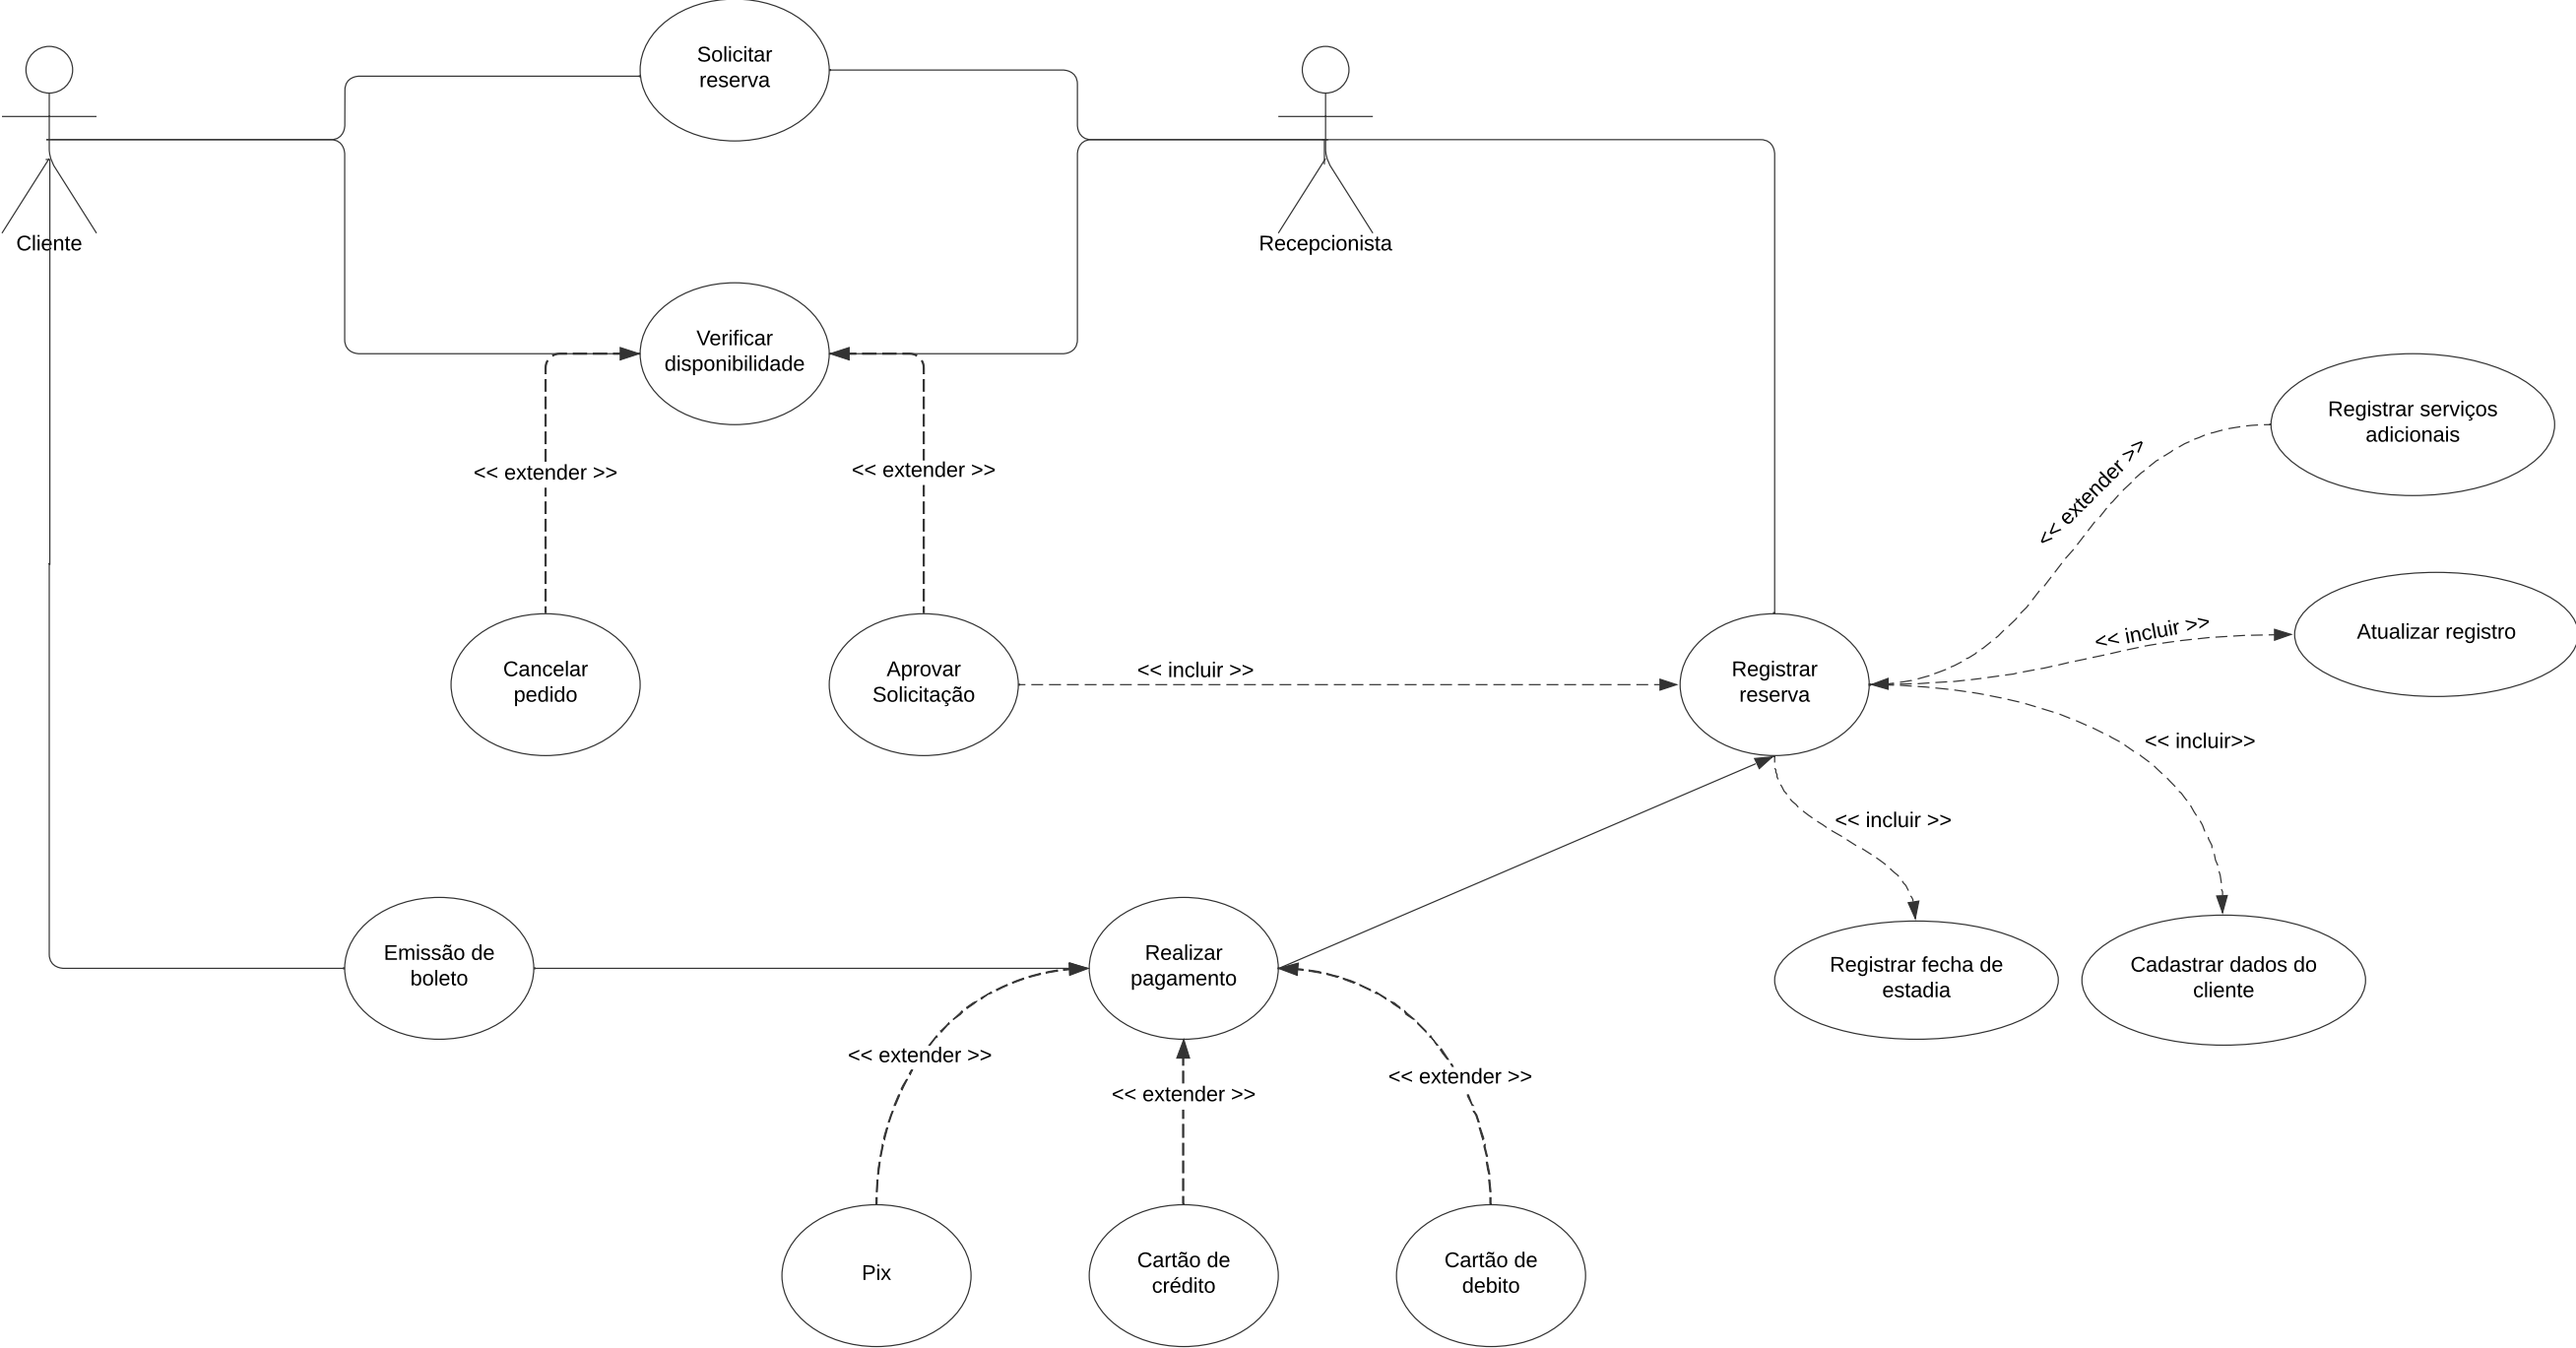 Solicitar
reserva
Cliente
Recepcionista
Verificar
disponibilidade
<< extender >>
<< extender >>
<< extender >>
Registrar serviços
adicionais
Cancelar
pedido
Aprovar
Solicitação
<< incluir >>
Registrar
reserva
<< incluir >>
Atualizar registro
<< incluir>>
<< incluir >>
Emissão de
boleto
Realizar
pagamento
Registrar fecha de
estadia
Cadastrar dados do
cliente
<< extender >>
<< extender >>
<< extender >>
Pix
Cartão de
crédito
Cartão de
debito